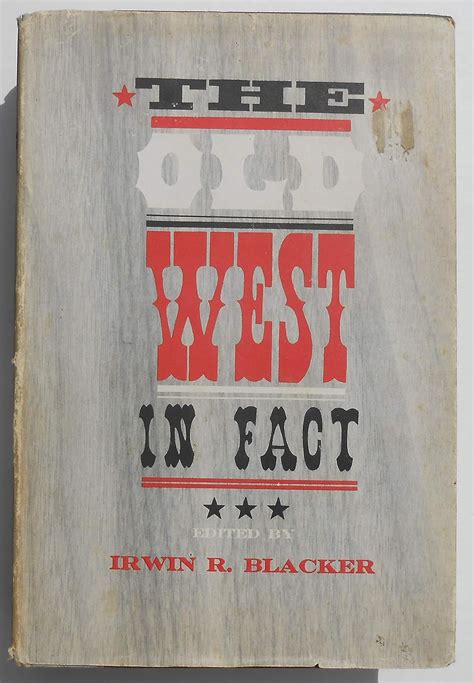 THE
OLD
WEST
IN FACT
EDITED BY
IRWIN R. BLACKER